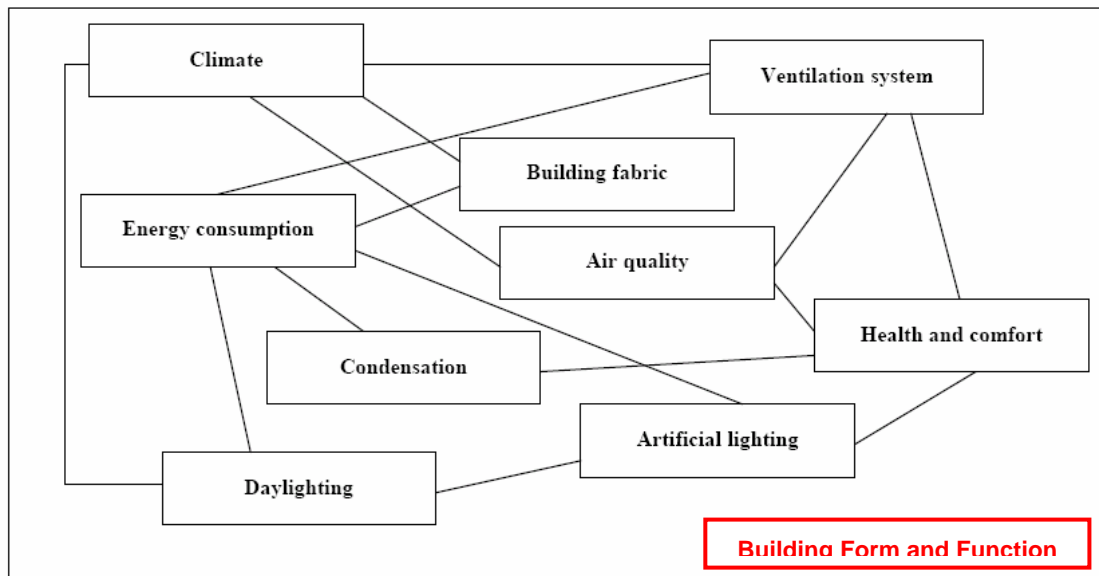 Climate
Ventilation system
Building fabric
Energy consumption
Air quality
Health and comfort
Condensation
Artificial lighting
Daylighting
Building Form and Function